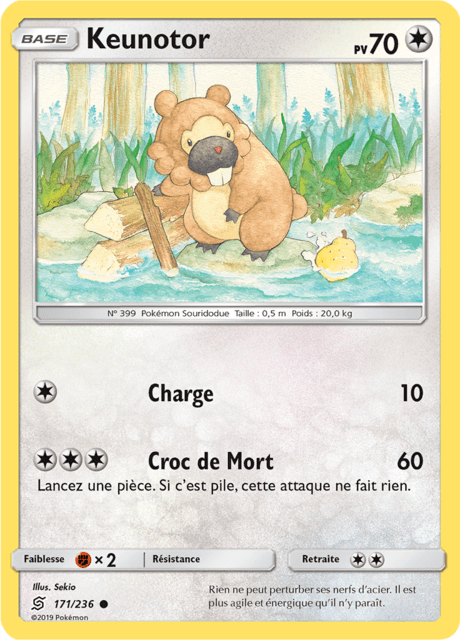 BASE Keunotor PV 70
N° 399 Pokémon Souridodue Taille : 0,5 m Poids : 20,0 kg
Charge 10
Croc de Mort 60
Lancez une pièce. Si c'est pile, cette attaque ne fait rien.
Faiblesse × 2 Résistance Retraite
Illus. Sekio
171/236
©2019 Pokémon
Rien ne peut perturber ses nerfs d'acier. Il est
plus agile et énergique qu'il n'y paraît.